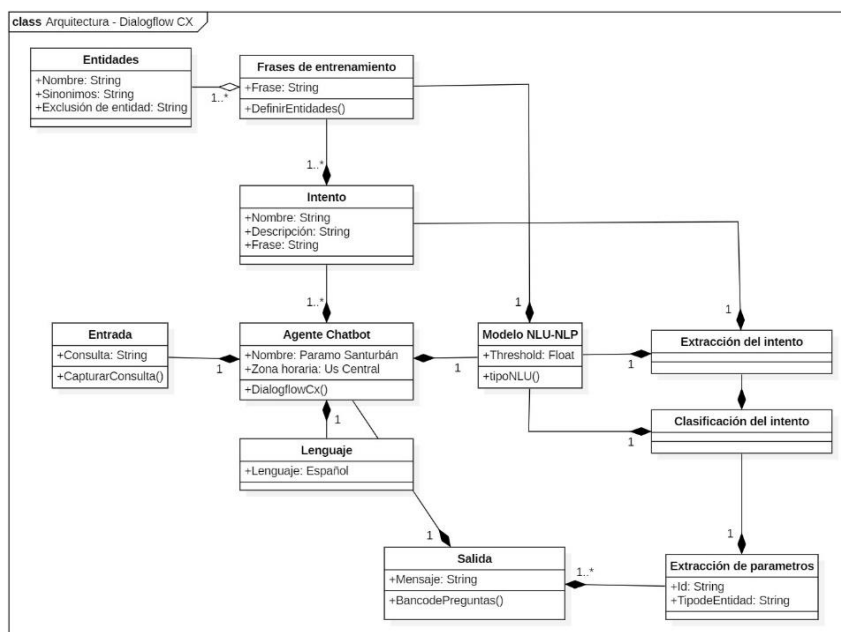 class Arquitectura - Dialogflow CX
Entidades
+Nombre: String
+Sinonimos: String
+Exclusión de entidad: String
1..*
Frases de entrenamiento
+Frase: String
+DefinirEntidades()
1..*
Intento
+Nombre: String
+Descripción: String
+Frase: String
1..*
Entrada
+Consulta: String
+CapturarConsulta()
1
Agente Chatbot
+Nombre: Paramo Santurbán
+Zona horaria: Us Central
+DialogflowCx()
1
1
Modelo NLU-NLP
+Threshold: Float
+tipoNLU()
1
1
Extracción del intento
1
1
Clasificación del intento
1
Lenguaje
+Lenguaje: Español
1
Salida
+Mensaje: String
+BancodePreguntas()
1..*
1
Extracción de parametros
+Id: String
+TipodeEntidad: String